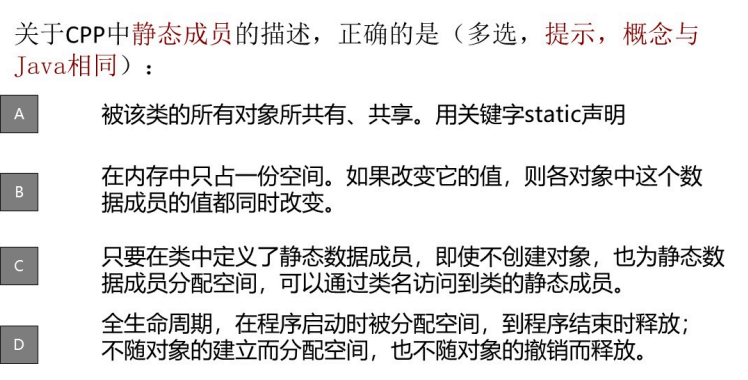 关于CPP中静态成员的描述，正确的是（多选，提示，概念与
Java相同）：
A 被该类的所有对象所共有、共享。用关键字static声明
B 在内存中只占一份空间。如果改变它的值，则各对象中这个数
据成员的值都同时改变。
C 只要在类中定义了静态数据成员，即使不创建对象，也为静态数
据成员分配空间，可以通过类名访问到类的静态成员。
D 全生命周期，在程序启动时被分配空间，到程序结束时释放；
不随对象的建立而分配空间，也不随对象的撤销而释放。